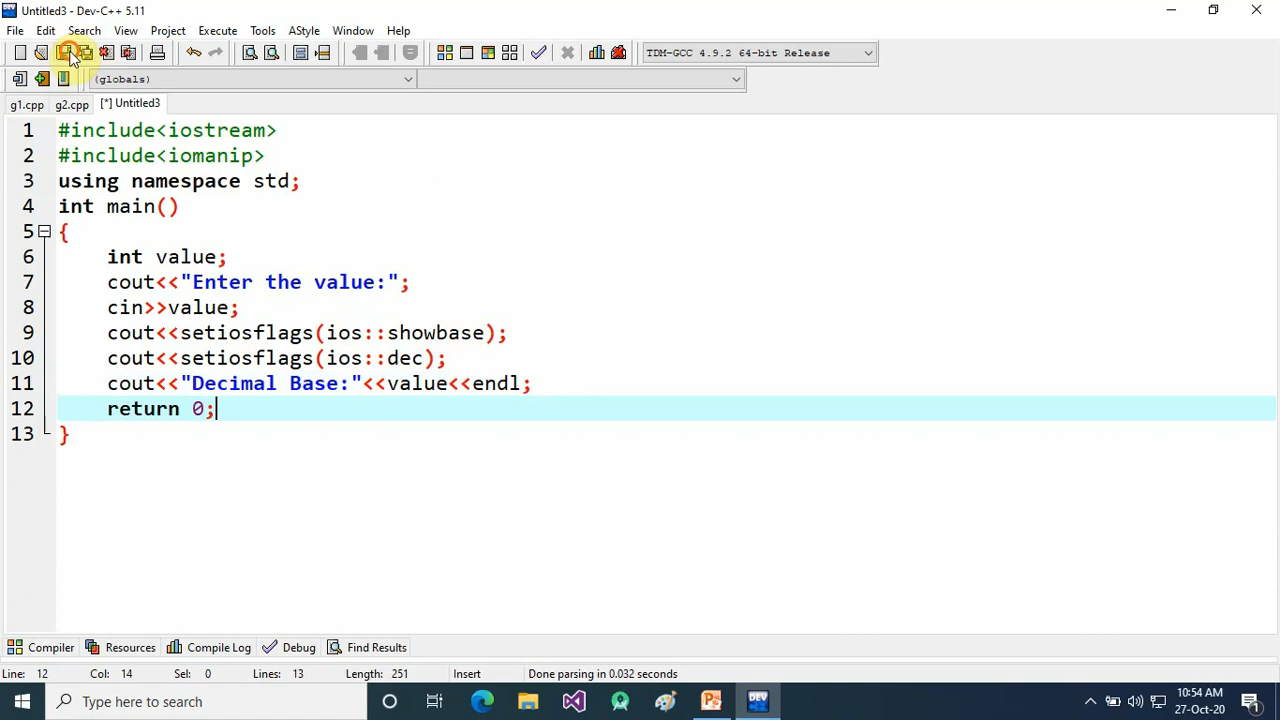 Untitled3 - Dev-C++ 5.11
File Edit Search View Project Execute Tools AStyle Window Help
TDM-GCC 4.9.2 64-bit Release
(globals)
g1.cpp g2.cpp [*] Untitled3
1 #include<iostream>
2 #include<iomanip>
3 using namespace std;
4 int main()
5 {
6 int value;
7 cout<<"Enter the value:";
8 cin>>value;
9 cout<<setiosflags(ios::showbase);
10 cout<<setiosflags(ios::dec);
11 cout<<"Decimal Base:"<<value<<endl;
12 return 0;
13 }
Compiler Resources Compile Log Debug Find Results
Line: 12 Col: 14 Sel: 0 Lines: 13 Length: 251 Insert Done parsing in 0.032 seconds
Type here to search
10:54 AM
27-Oct-20
DEV
1